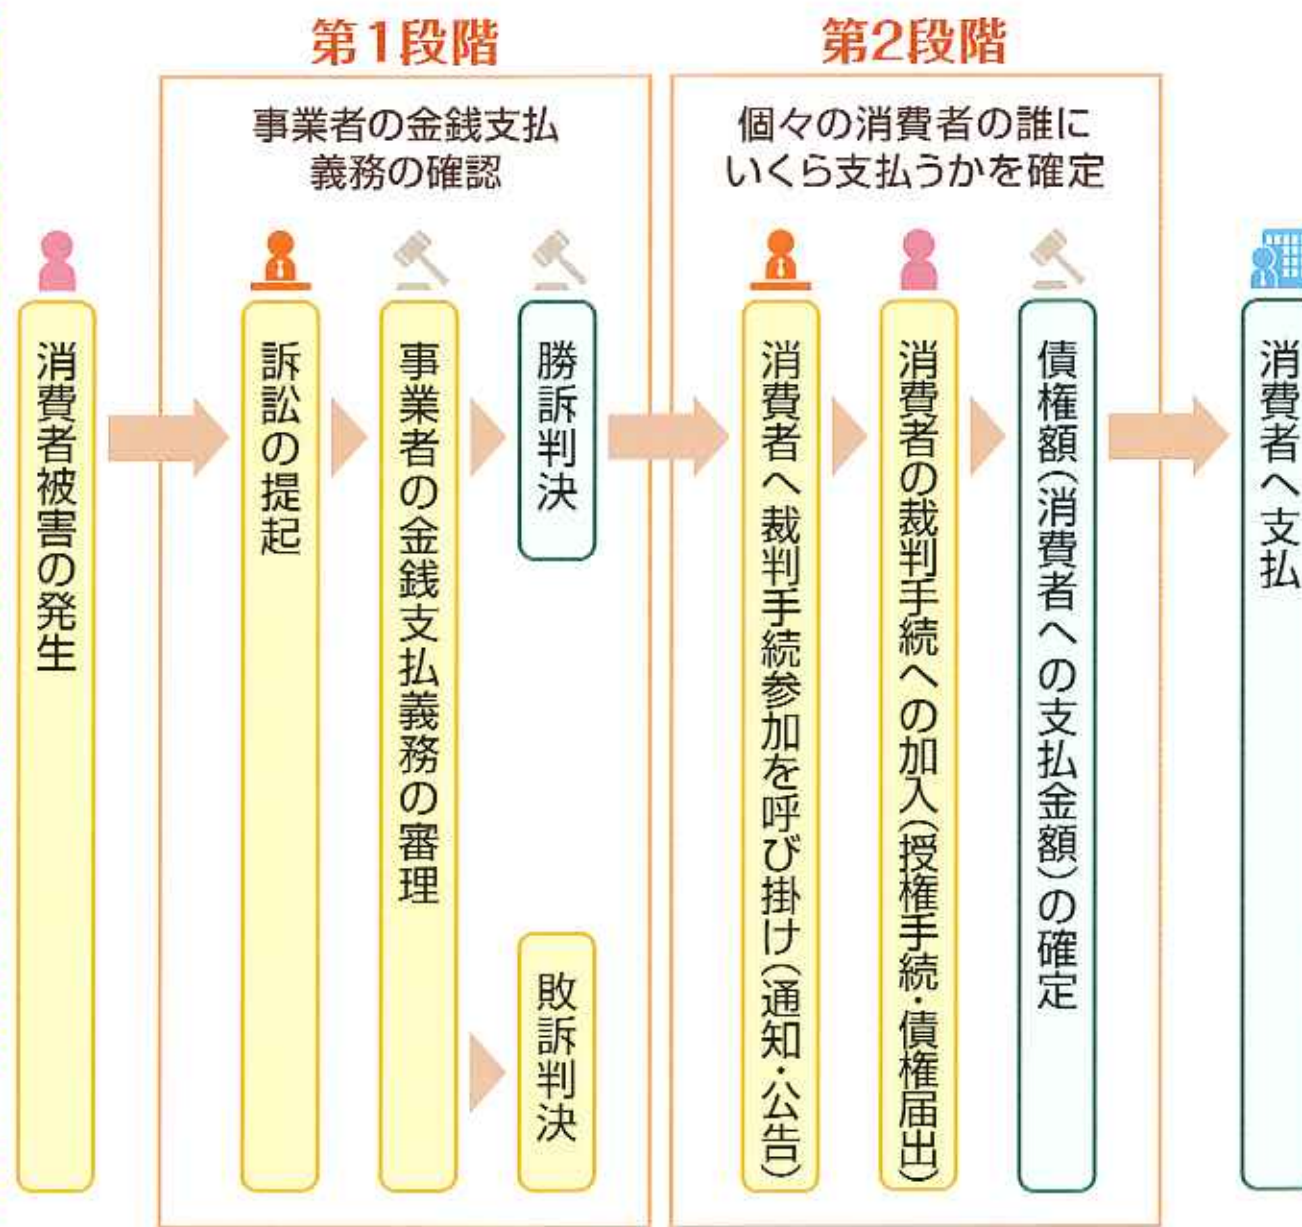 第1段階
事業者の金銭支払
義務の確認
第2段階
個々の消費者の誰に
いくら支払うかを確定
消費者被害の発生
訴訟の提起
事業者の金銭支払義務の審理
勝訴判決
敗訴判決
消費者へ裁判手続参加を呼び掛け(通知・公告)
消費者の裁判手続への加入(授権手続・債権届出)
債権額(消費者への支払金額)の確定
消費者へ支払